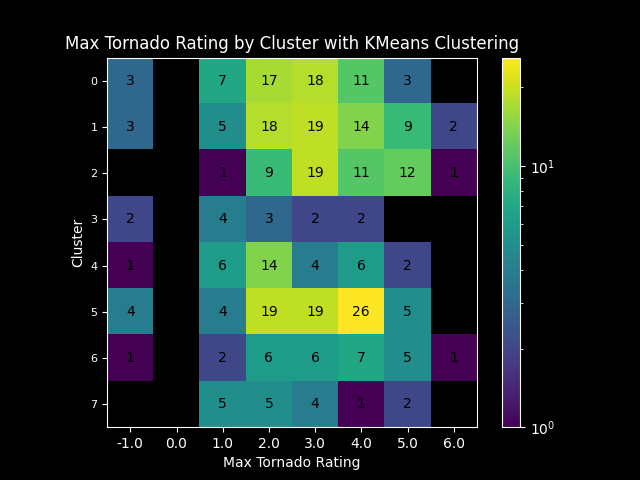 Max Tornado Rating by Cluster with KMeans Clustering
0 3 7 17 18 11 3
1 3 5 18 19 14 9 2
2 1 9 19 11 12 1
3 2 4 3 2 2
4 1 6 14 4 6 2
5 4 4 19 19 26 5
6 1 2 6 6 7 5 1
7 5 5 4 1 2
-1.0 0.0 1.0 2.0 3.0 4.0 5.0 6.0
Max Tornado Rating
Cluster
10^1
10^0